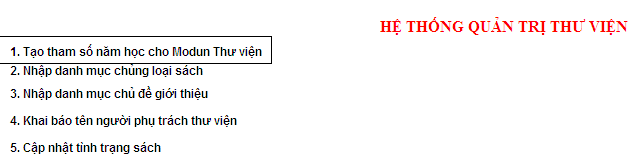 HỆ THỐNG QUẢN TRỊ THƯ VIỆN
1. Tạo tham số năm học cho Modun Thư viện
2. Nhập danh mục chủng loại sách
3. Nhập danh mục chủ đề giới thiệu
4. Khai báo tên người phụ trách thư viện
5. Cập nhật tình trạng sách